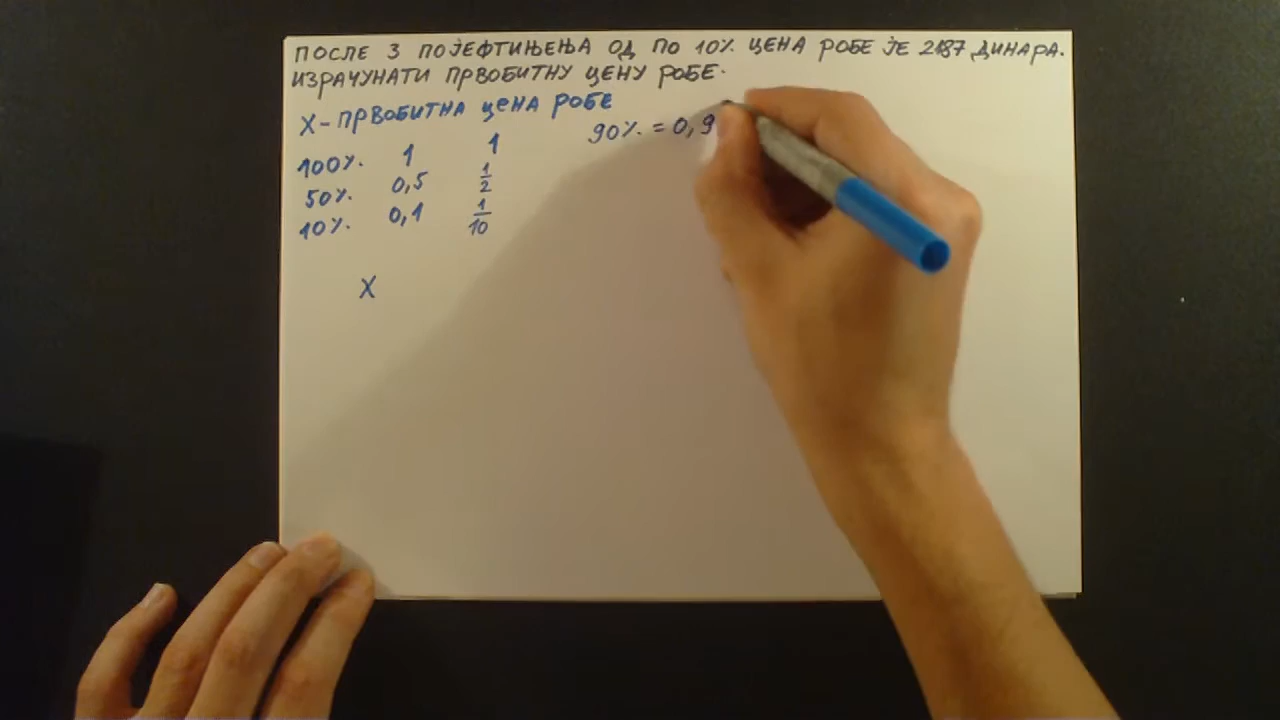 ПОСЛЕ 3 ПОЈЕФТИЊЕЊА ОД ПО 10% ЦЕНА РОБЕ ЈЕ 2187 ДИНАРА.
ИЗРАЧУНАТИ ПРВОБИТНУ ЦЕНУ РОБЕ.
X-ПРВОБИТНА ЦЕНА РОБЕ
90% = 0,9
100% 1 1
50% 0,5 1/2
10% 0,1 1/10
X